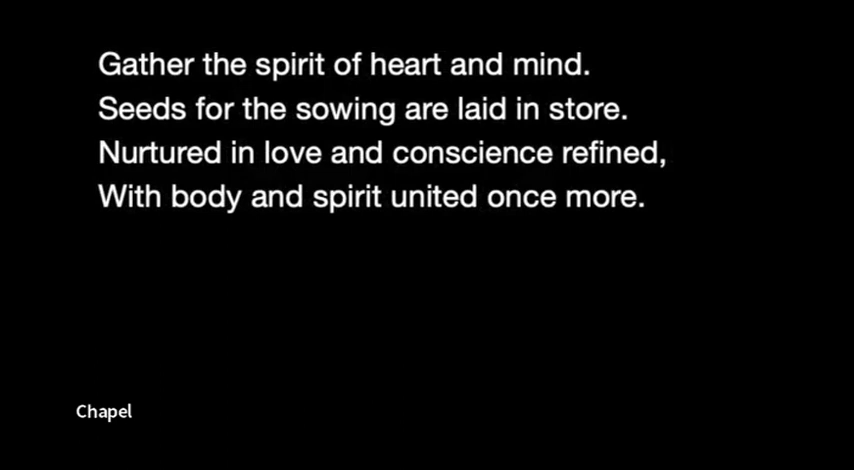 Gather the spirit of heart and mind.
Seeds for the sowing are laid in store.
Nurtured in love and conscience refined,
With body and spirit united once more.
Chapel